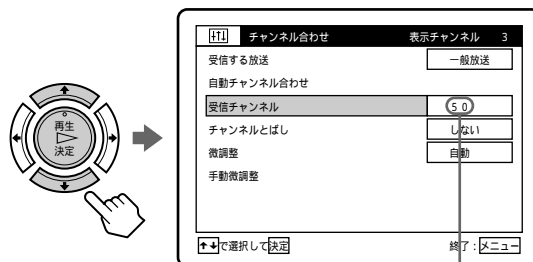 再生
決定
チャンネル合わせ 表示チャンネル 3
受信する放送 一般放送
自動チャンネル合わせ
受信チャンネル 5 0
チャンネルとばし しない
微調整 自動
手動微調整
↑↓で選択して決定 終了：メニュー